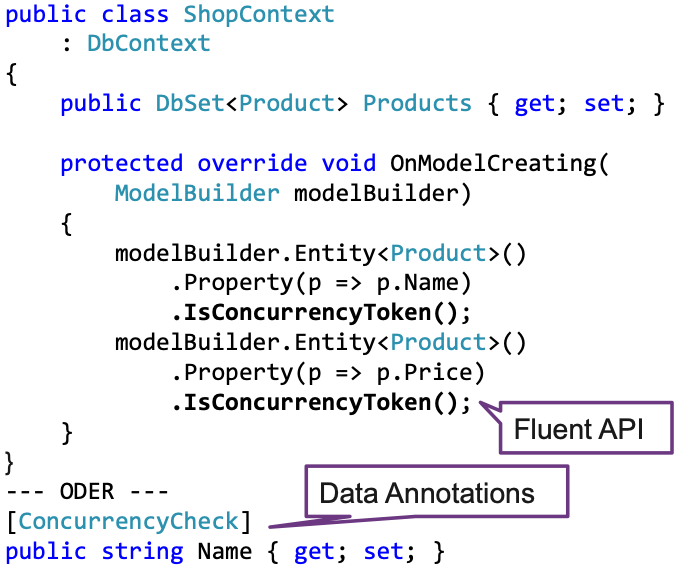 public class ShopContext
    : DbContext
{
    public DbSet<Product> Products { get; set; }

    protected override void OnModelCreating(
        ModelBuilder modelBuilder)
    {
        modelBuilder.Entity<Product>()
            .Property(p => p.Name)
            .IsConcurrencyToken();
        modelBuilder.Entity<Product>()
            .Property(p => p.Price)
            .IsConcurrencyToken();
Fluent API
    }
}
--- ODER ---
Data Annotations
[ConcurrencyCheck]
public string Name { get; set; }